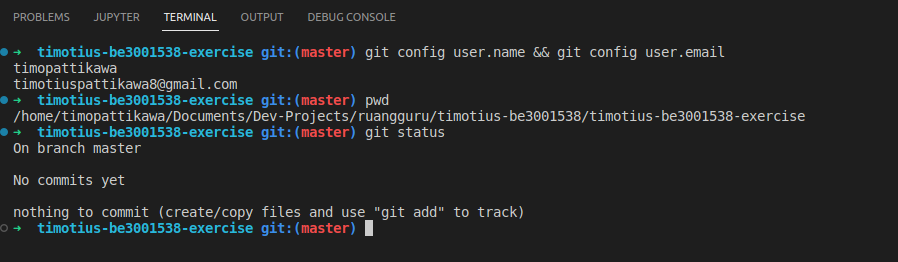 PROBLEMS JUPYTER TERMINAL OUTPUT DEBUG CONSOLE
➜ timotius-be3001538-exercise git:(master) git config user.name && git config user.email
timopattikawa
timotiuspattikawa8@gmail.com
➜ timotius-be3001538-exercise git:(master) pwd
/home/timopattikawa/Documents/Dev-Projects/ruangguru/timotius-be3001538/timotius-be3001538-exercise
➜ timotius-be3001538-exercise git:(master) git status
On branch master
No commits yet
nothing to commit (create/copy files and use "git add" to track)
➜ timotius-be3001538-exercise git:(master)